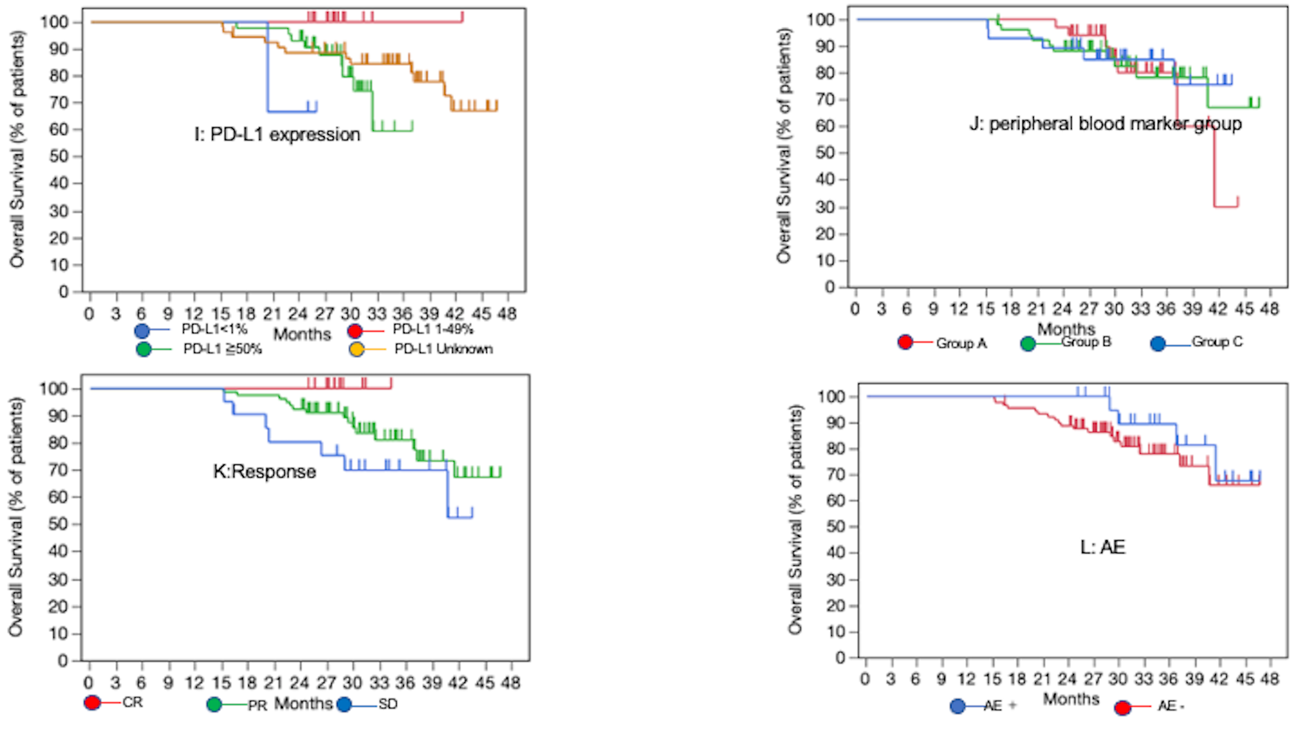 Overall Survival (% of patients)
100
90
80
70
60
50
40
30
20
10
0
I: PD-L1 expression
0 3 6 9 12 15 18 21 24 27 30 33 36 39 42 45 48
Months
PD-L1<1%
PD-L1 1-49%
PD-L1 ≧50%
PD-L1 Unknown
Overall Survival (% of patients)
100
90
80
70
60
50
40
30
20
10
0
J: peripheral blood marker group
0 3 6 9 12 15 18 21 24 27 30 33 36 39 42 45 48
Months
Group A
Group B
Group C
Overall Survival (% of patients)
100
90
80
70
60
50
40
30
20
10
0
K:Response
0 3 6 9 12 15 18 21 24 27 30 33 36 39 42 45 48
Months
CR
PR
SD
Overall Survival (% of patients)
100
90
80
70
60
50
40
30
20
10
0
L: AE
0 3 6 9 12 15 18 21 24 27 30 33 36 39 42 45 48
Months
AE +
AE -